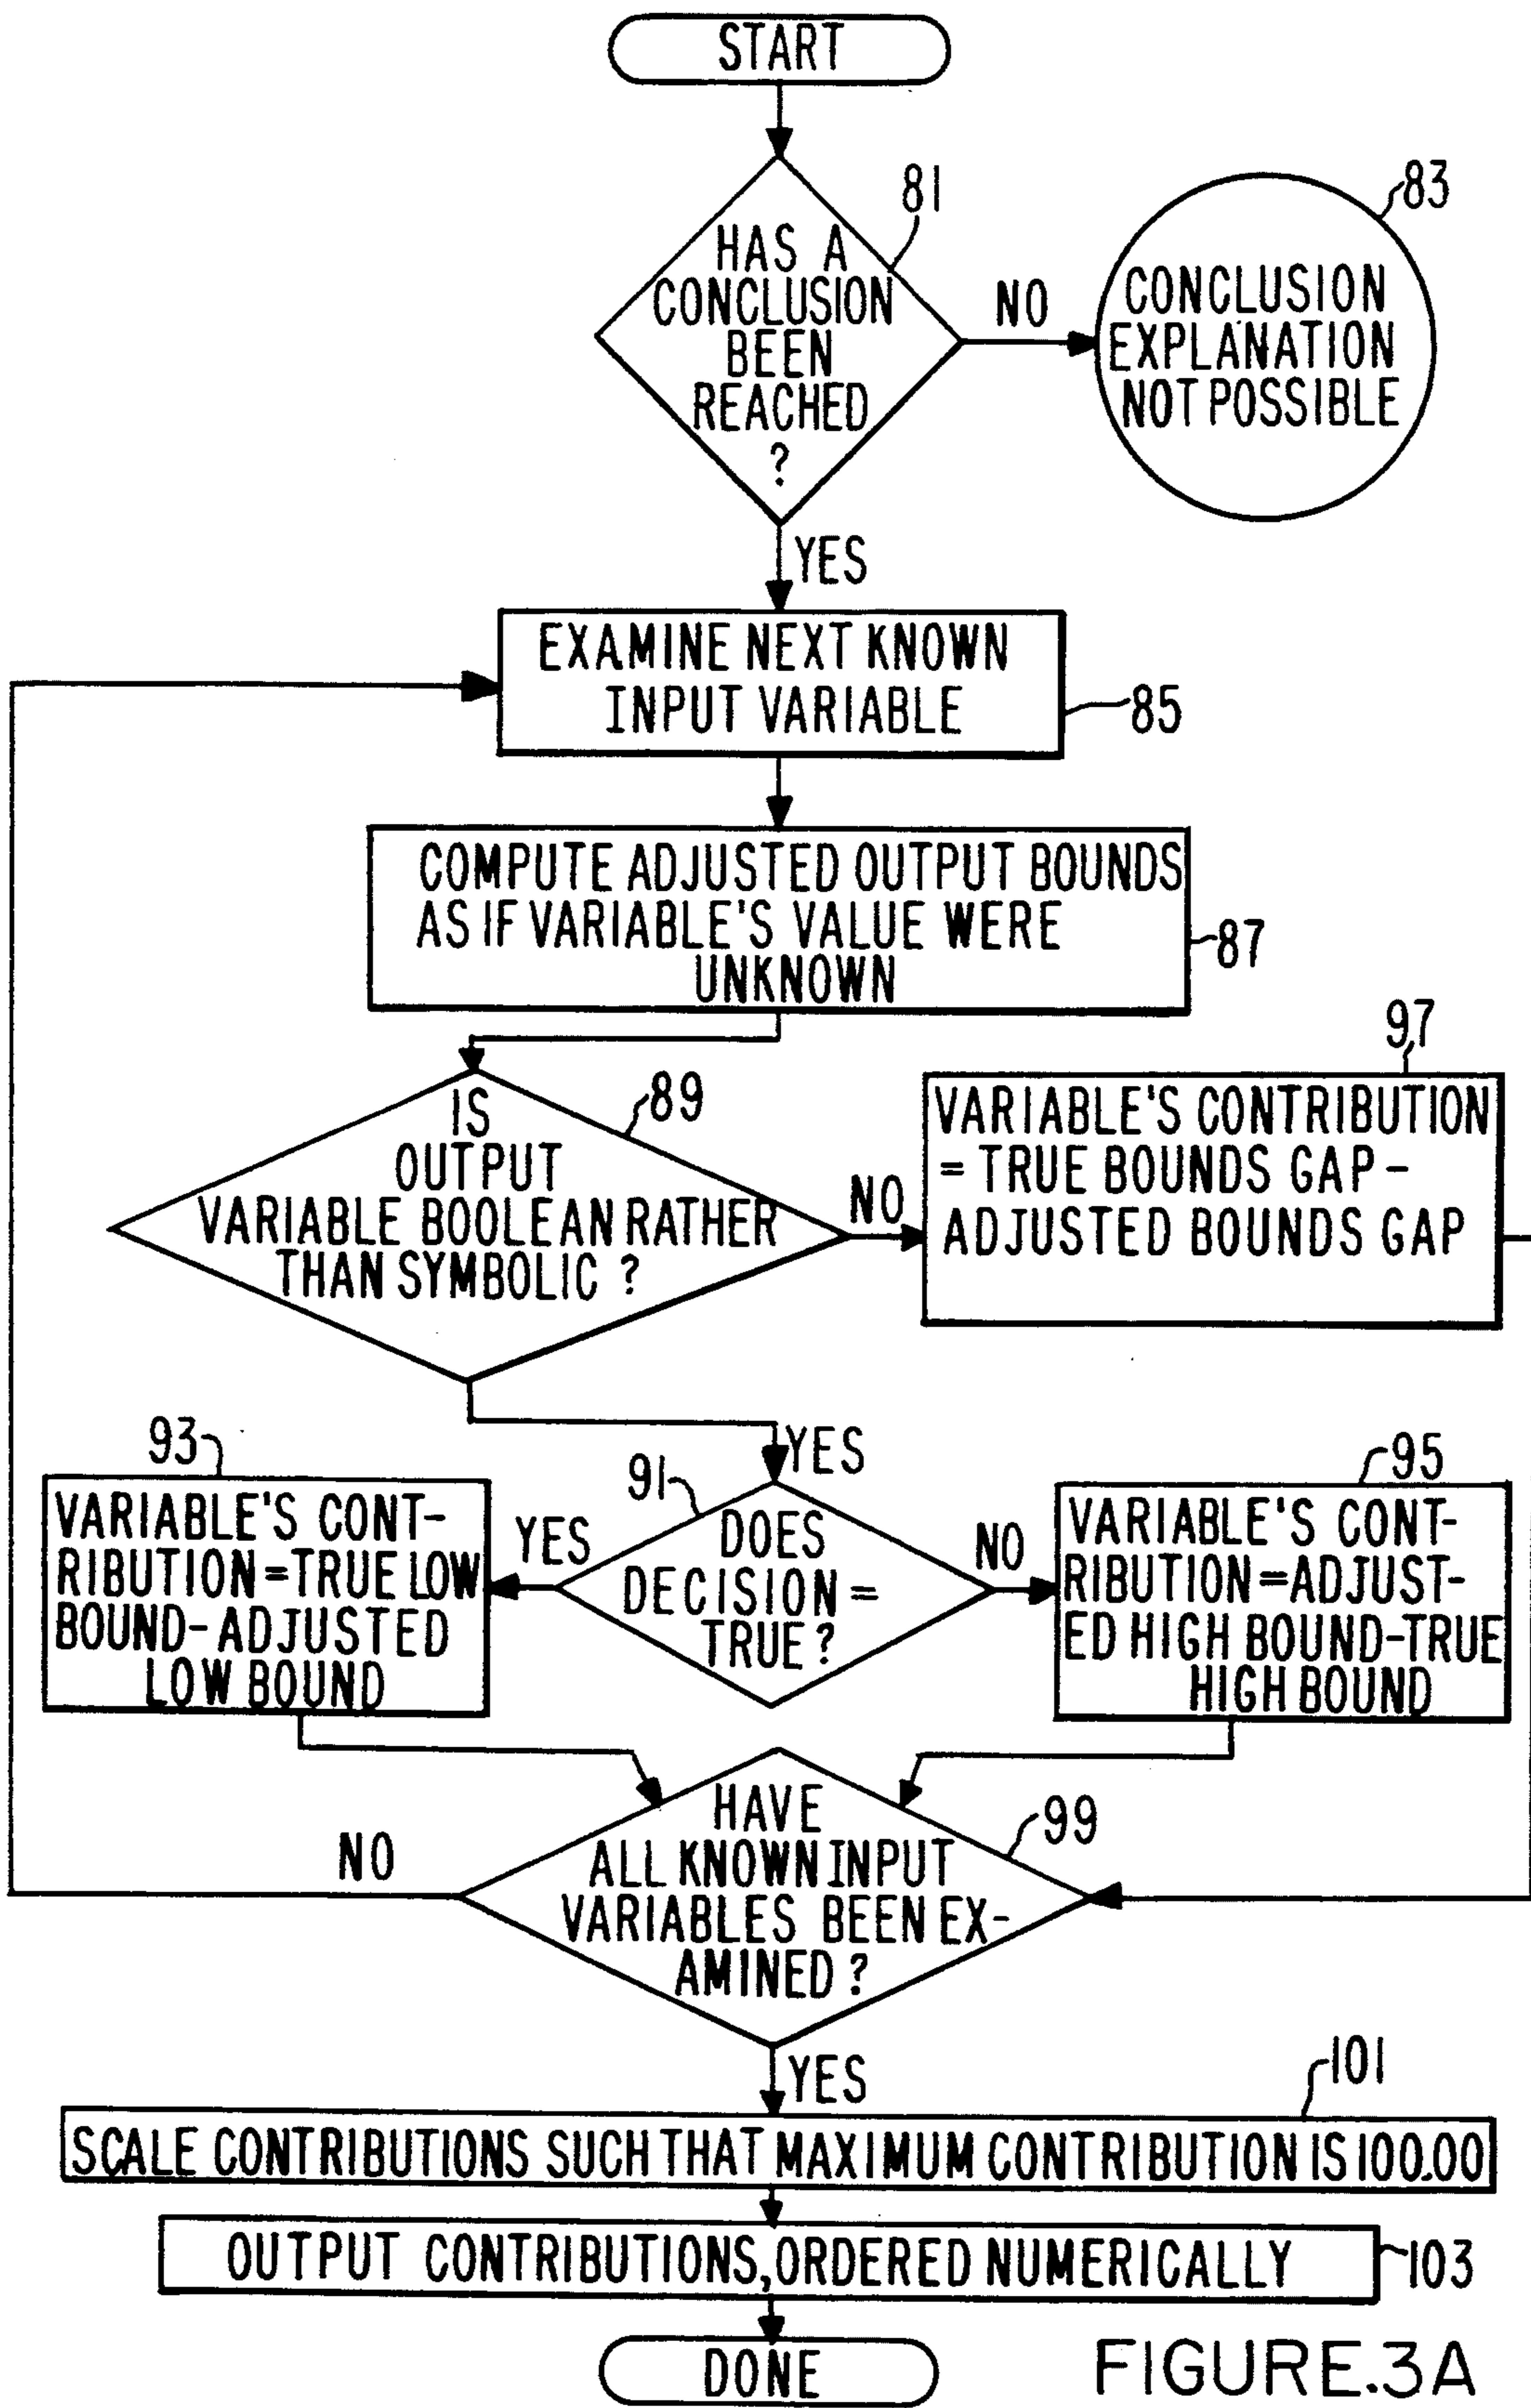 START
81
HAS A
CONCLUSION
BEEN
REACHED
?
NO
83
CONCLUSION
EXPLANATION
NOT POSSIBLE
YES
EXAMINE NEXT KNOWN
INPUT VARIABLE
85
COMPUTE ADJUSTED OUTPUT BOUNDS
AS IF VARIABLE'S VALUE WERE
UNKNOWN
87
IS
OUTPUT
VARIABLE BOOLEAN RATHER
THAN SYMBOLIC ?
89
NO
97
VARIABLE'S CONTRIBUTION
= TRUE BOUNDS GAP -
ADJUSTED BOUNDS GAP
YES
91
DOES
DECISION =
TRUE ?
YES
93
VARIABLE'S CONT-
RIBUTION = TRUE LOW
BOUND - ADJUSTED
LOW BOUND
NO
95
VARIABLE'S CONT-
RIBUTION = ADJUST-
ED HIGH BOUND - TRUE
HIGH BOUND
HAVE
ALL KNOWN INPUT
VARIABLES BEEN EX-
AMINED ?
99
NO
YES
101
SCALE CONTRIBUTIONS SUCH THAT MAXIMUM CONTRIBUTION IS 100.00
OUTPUT CONTRIBUTIONS, ORDERED NUMERICALLY
103
DONE
FIGURE.3A